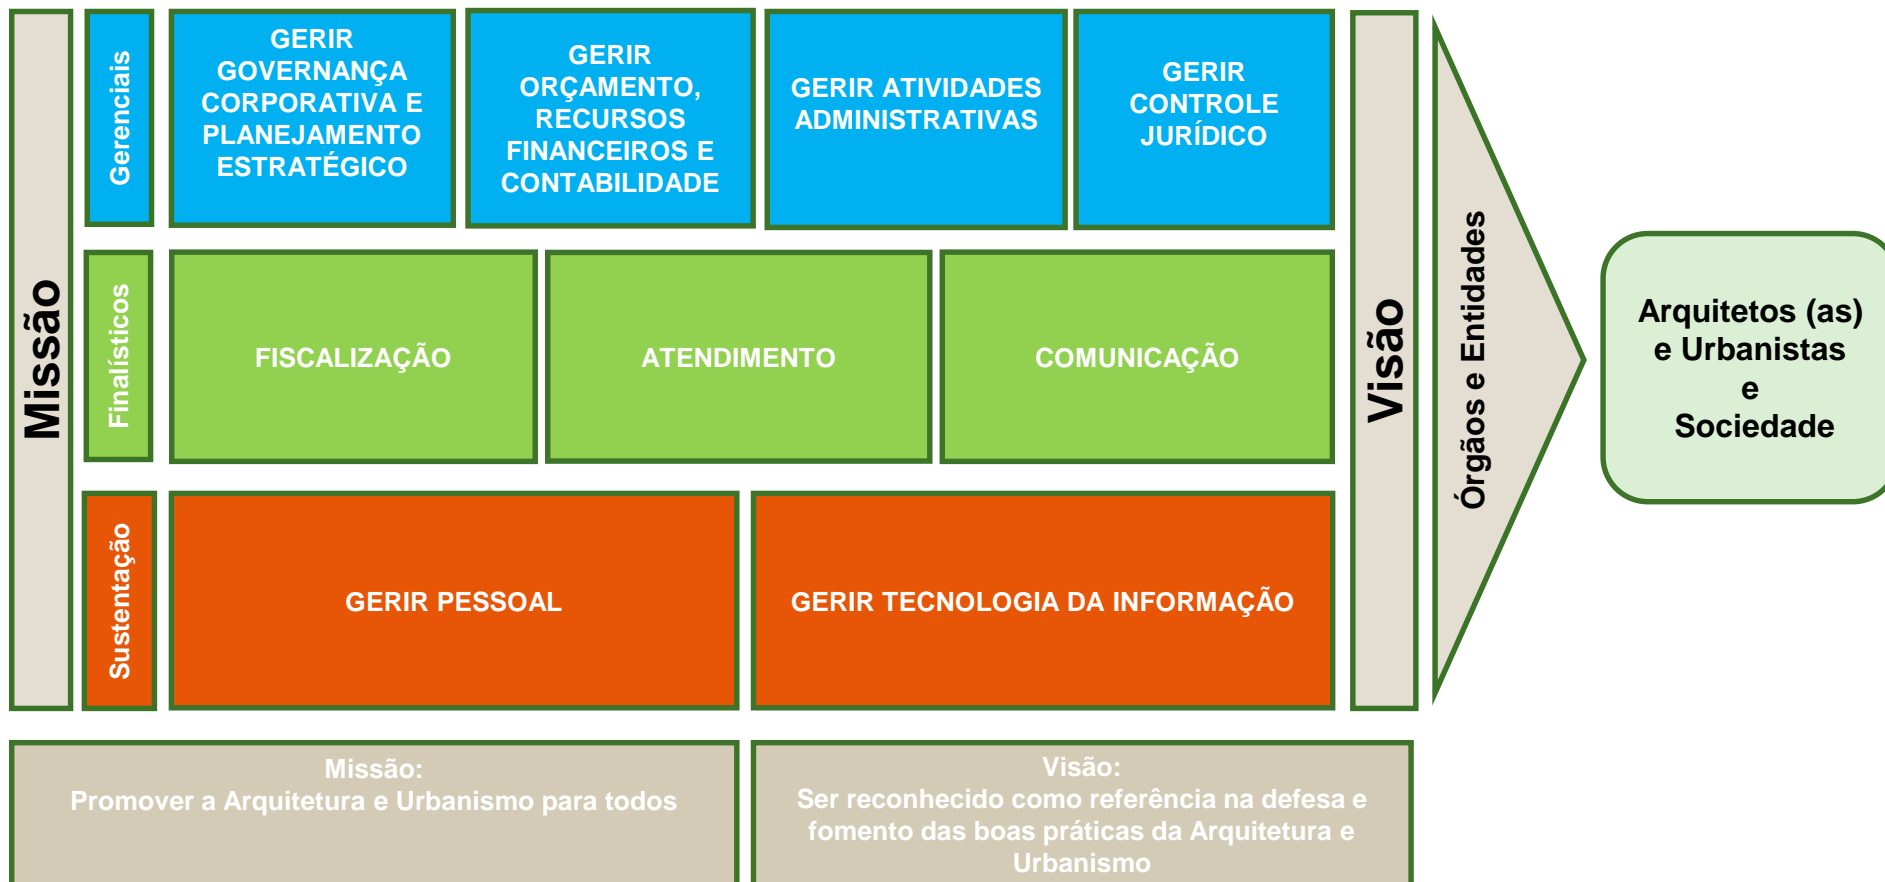 Missão
Gerenciais
GERIR
GOVERNANÇA
CORPORATIVA E
PLANEJAMENTO
ESTRATÉGICO
GERIR
ORÇAMENTO,
RECURSOS
FINANCEIROS E
CONTABILIDADE
GERIR ATIVIDADES
ADMINISTRATIVAS
GERIR
CONTROLE
JURÍDICO
Finalísticos
FISCALIZAÇÃO
ATENDIMENTO
COMUNICAÇÃO
Sustentação
GERIR PESSOAL
GERIR TECNOLOGIA DA INFORMAÇÃO
Visão
Órgãos e Entidades
Arquitetos (as)
e Urbanistas
e
Sociedade
Missão:
Promover a Arquitetura e Urbanismo para todos
Visão:
Ser reconhecido como referência na defesa e
fomento das boas práticas da Arquitetura e
Urbanismo